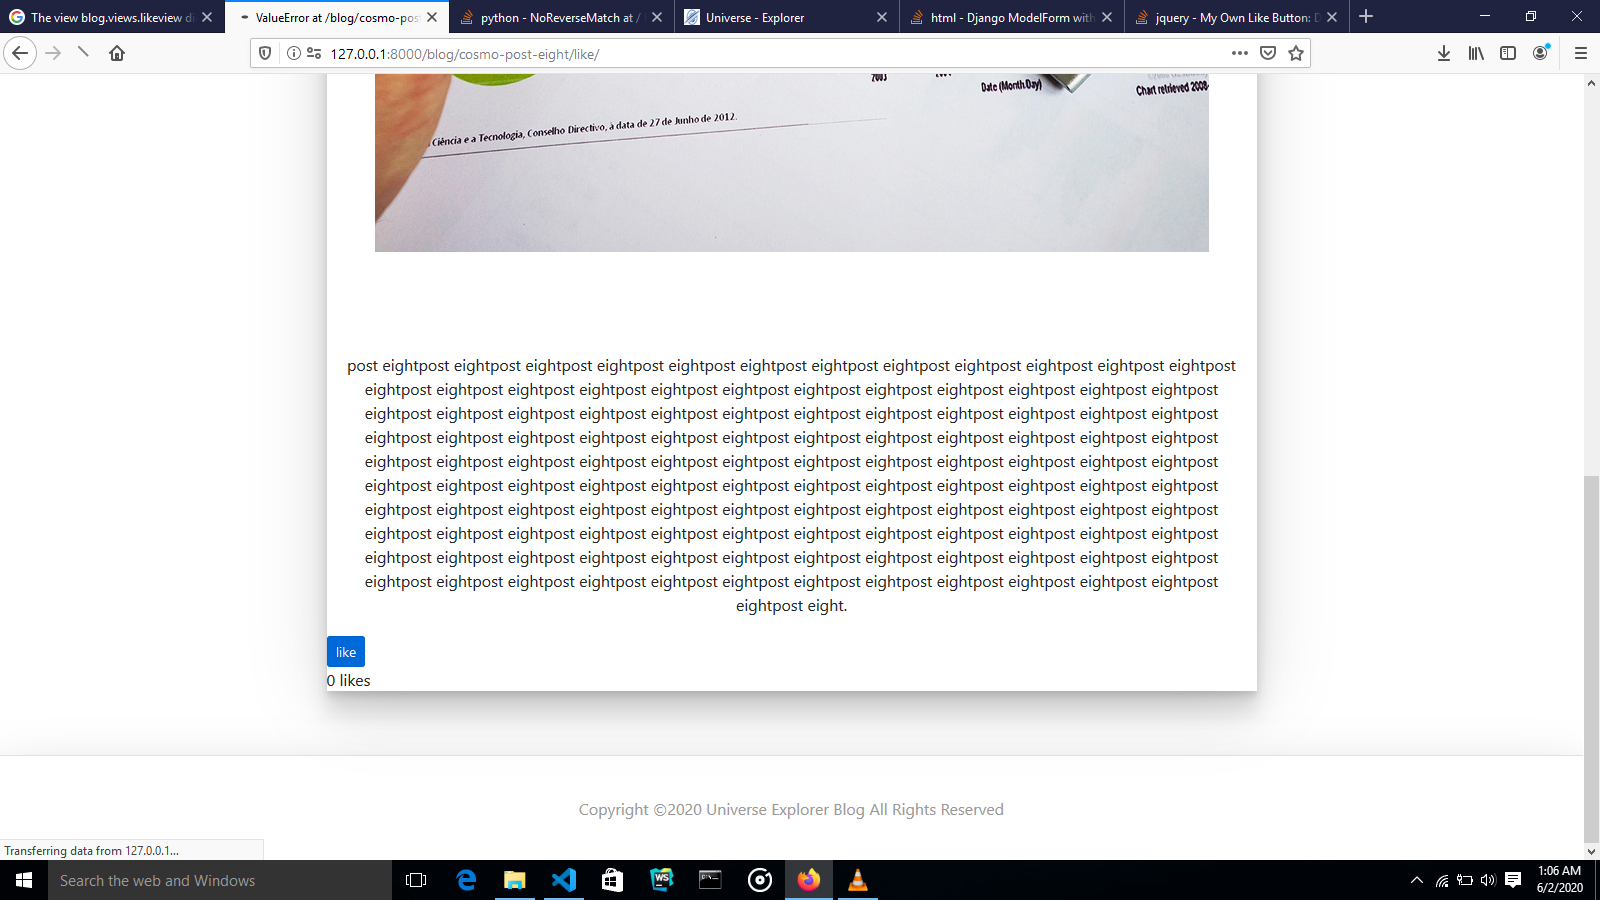 The view blog.views.likeview di
ValueError at /blog/cosmo-pos
python - NoReverseMatch at /
Universe - Explorer
html - Django ModelForm with
jquery - My Own Like Button: D
127.0.0.1:8000/blog/cosmo-post-eight/like/
2003
Date (Month Day)
Chart retrieved 2008-
Ciência e a Tecnologia, Conselho Directivo, à data de 27 de Junho de 2012.
post eightpost eightpost eightpost eightpost eightpost eightpost eightpost eightpost eightpost eightpost eightpost eightpost
eightpost eightpost eightpost eightpost eightpost eightpost eightpost eightpost eightpost eightpost eightpost eightpost
eightpost eightpost eightpost eightpost eightpost eightpost eightpost eightpost eightpost eightpost eightpost eightpost
eightpost eightpost eightpost eightpost eightpost eightpost eightpost eightpost eightpost eightpost eightpost eightpost
eightpost eightpost eightpost eightpost eightpost eightpost eightpost eightpost eightpost eightpost eightpost eightpost
eightpost eightpost eightpost eightpost eightpost eightpost eightpost eightpost eightpost eightpost eightpost eightpost
eightpost eightpost eightpost eightpost eightpost eightpost eightpost eightpost eightpost eightpost eightpost eightpost
eightpost eightpost eightpost eightpost eightpost eightpost eightpost eightpost eightpost eightpost eightpost eightpost
eightpost eightpost eightpost eightpost eightpost eightpost eightpost eightpost eightpost eightpost eightpost eightpost
eightpost eightpost eightpost eightpost eightpost eightpost eightpost eightpost eightpost eightpost eightpost eightpost
eightpost eight.
like
0 likes
Copyright ©2020 Universe Explorer Blog All Rights Reserved
Transferring data from 127.0.0.1...
Search the web and Windows
WS
1:06 AM
6/2/2020